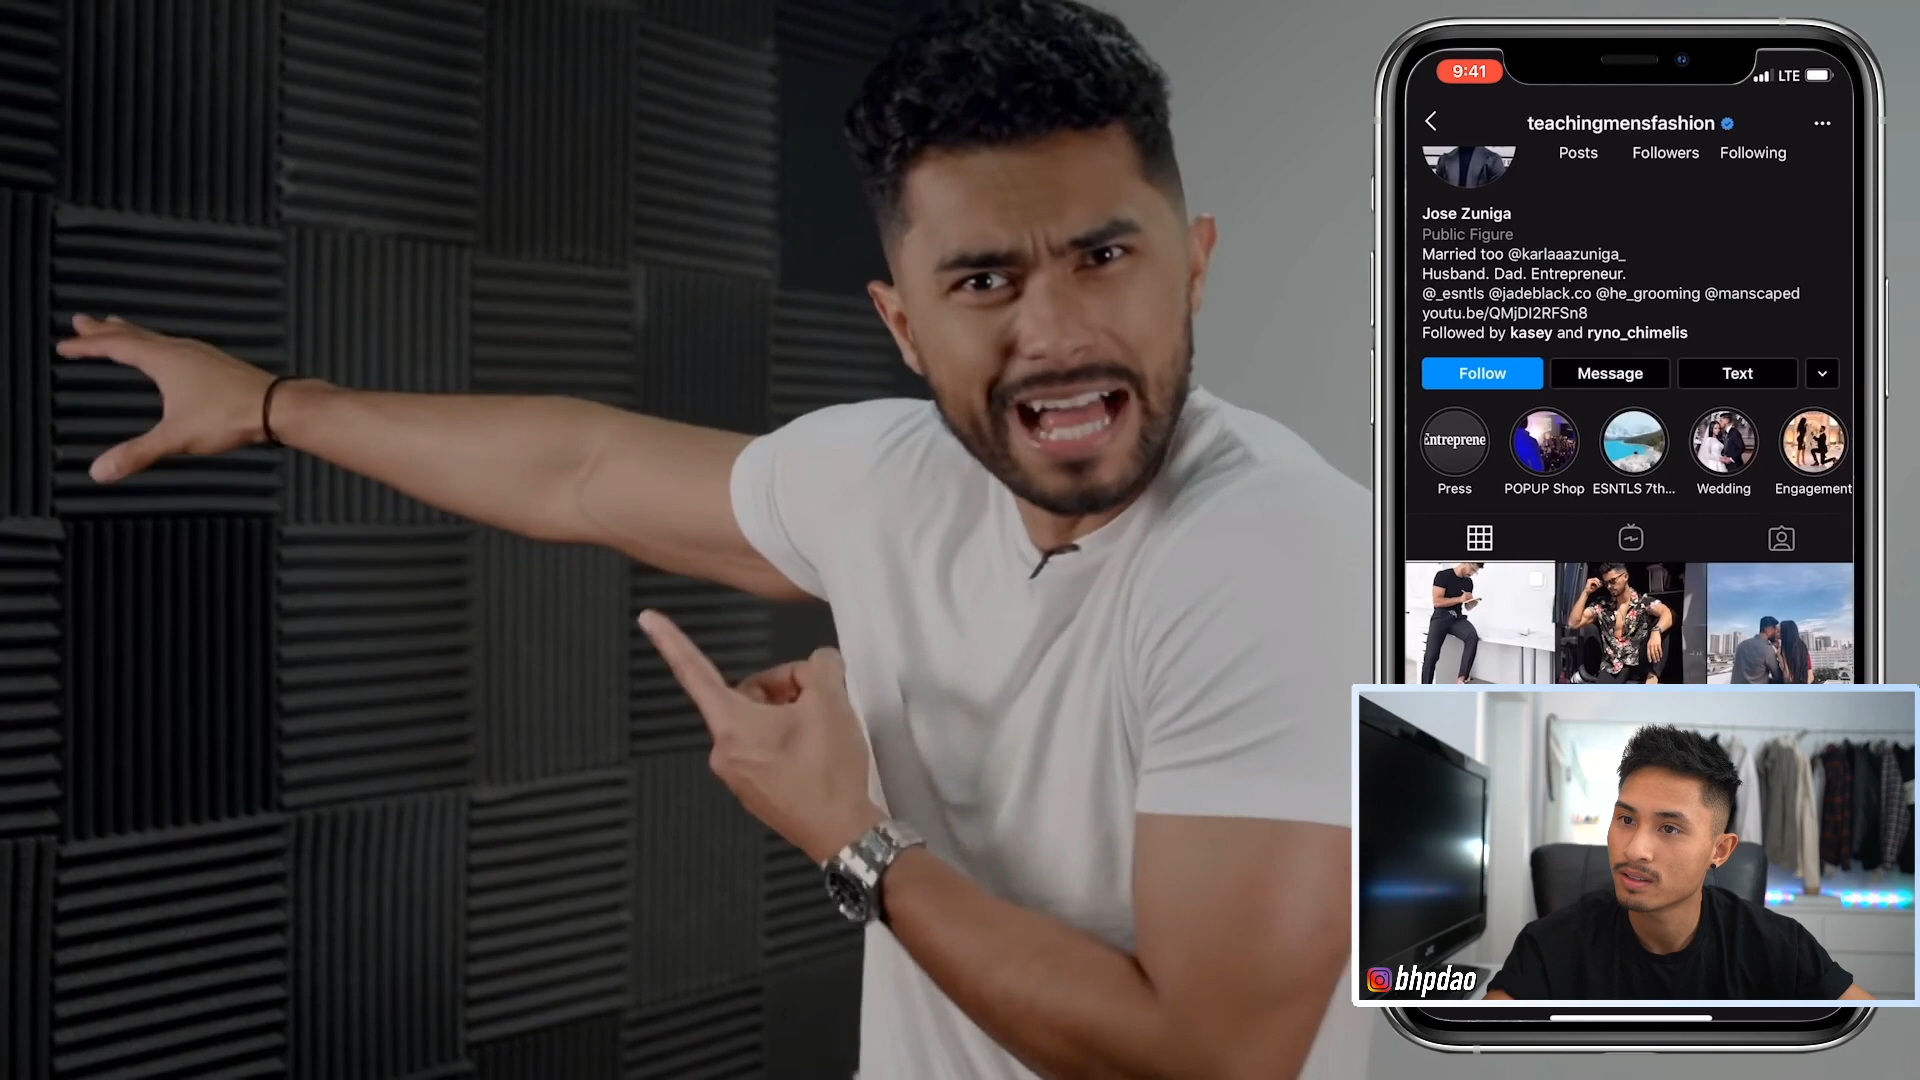 9:41
LTE
teachingmensfashion
Posts Followers Following
Jose Zuniga
Public Figure
Married too @karlaaazuniga_
Husband. Dad. Entrepreneur.
@_esntls @jadeblack.co @he_grooming @manscaped
youtu.be/QMjDI2RFSn8
Followed by kasey and ryno_chimelis
Follow Message Text
Entreprene
Press POPUP Shop ESNTLS 7th... Wedding Engagement
bhpdao